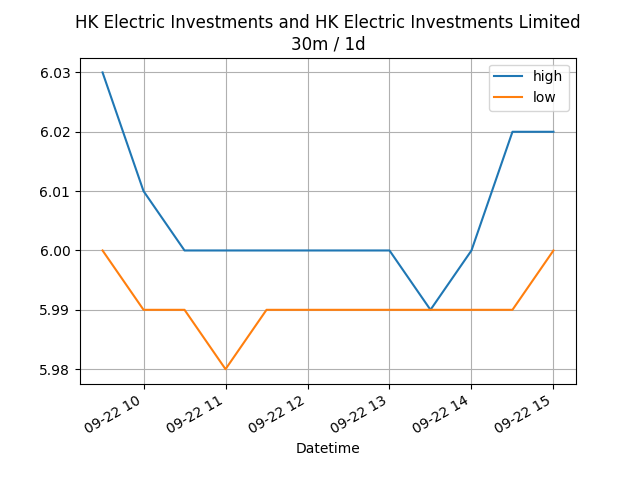 HK Electric Investments and HK Electric Investments Limited
30m / 1d
high
low
6.03
6.02
6.01
6.00
5.99
5.98
09-22 10
09-22 11
09-22 12
09-22 13
09-22 14
09-22 15
Datetime